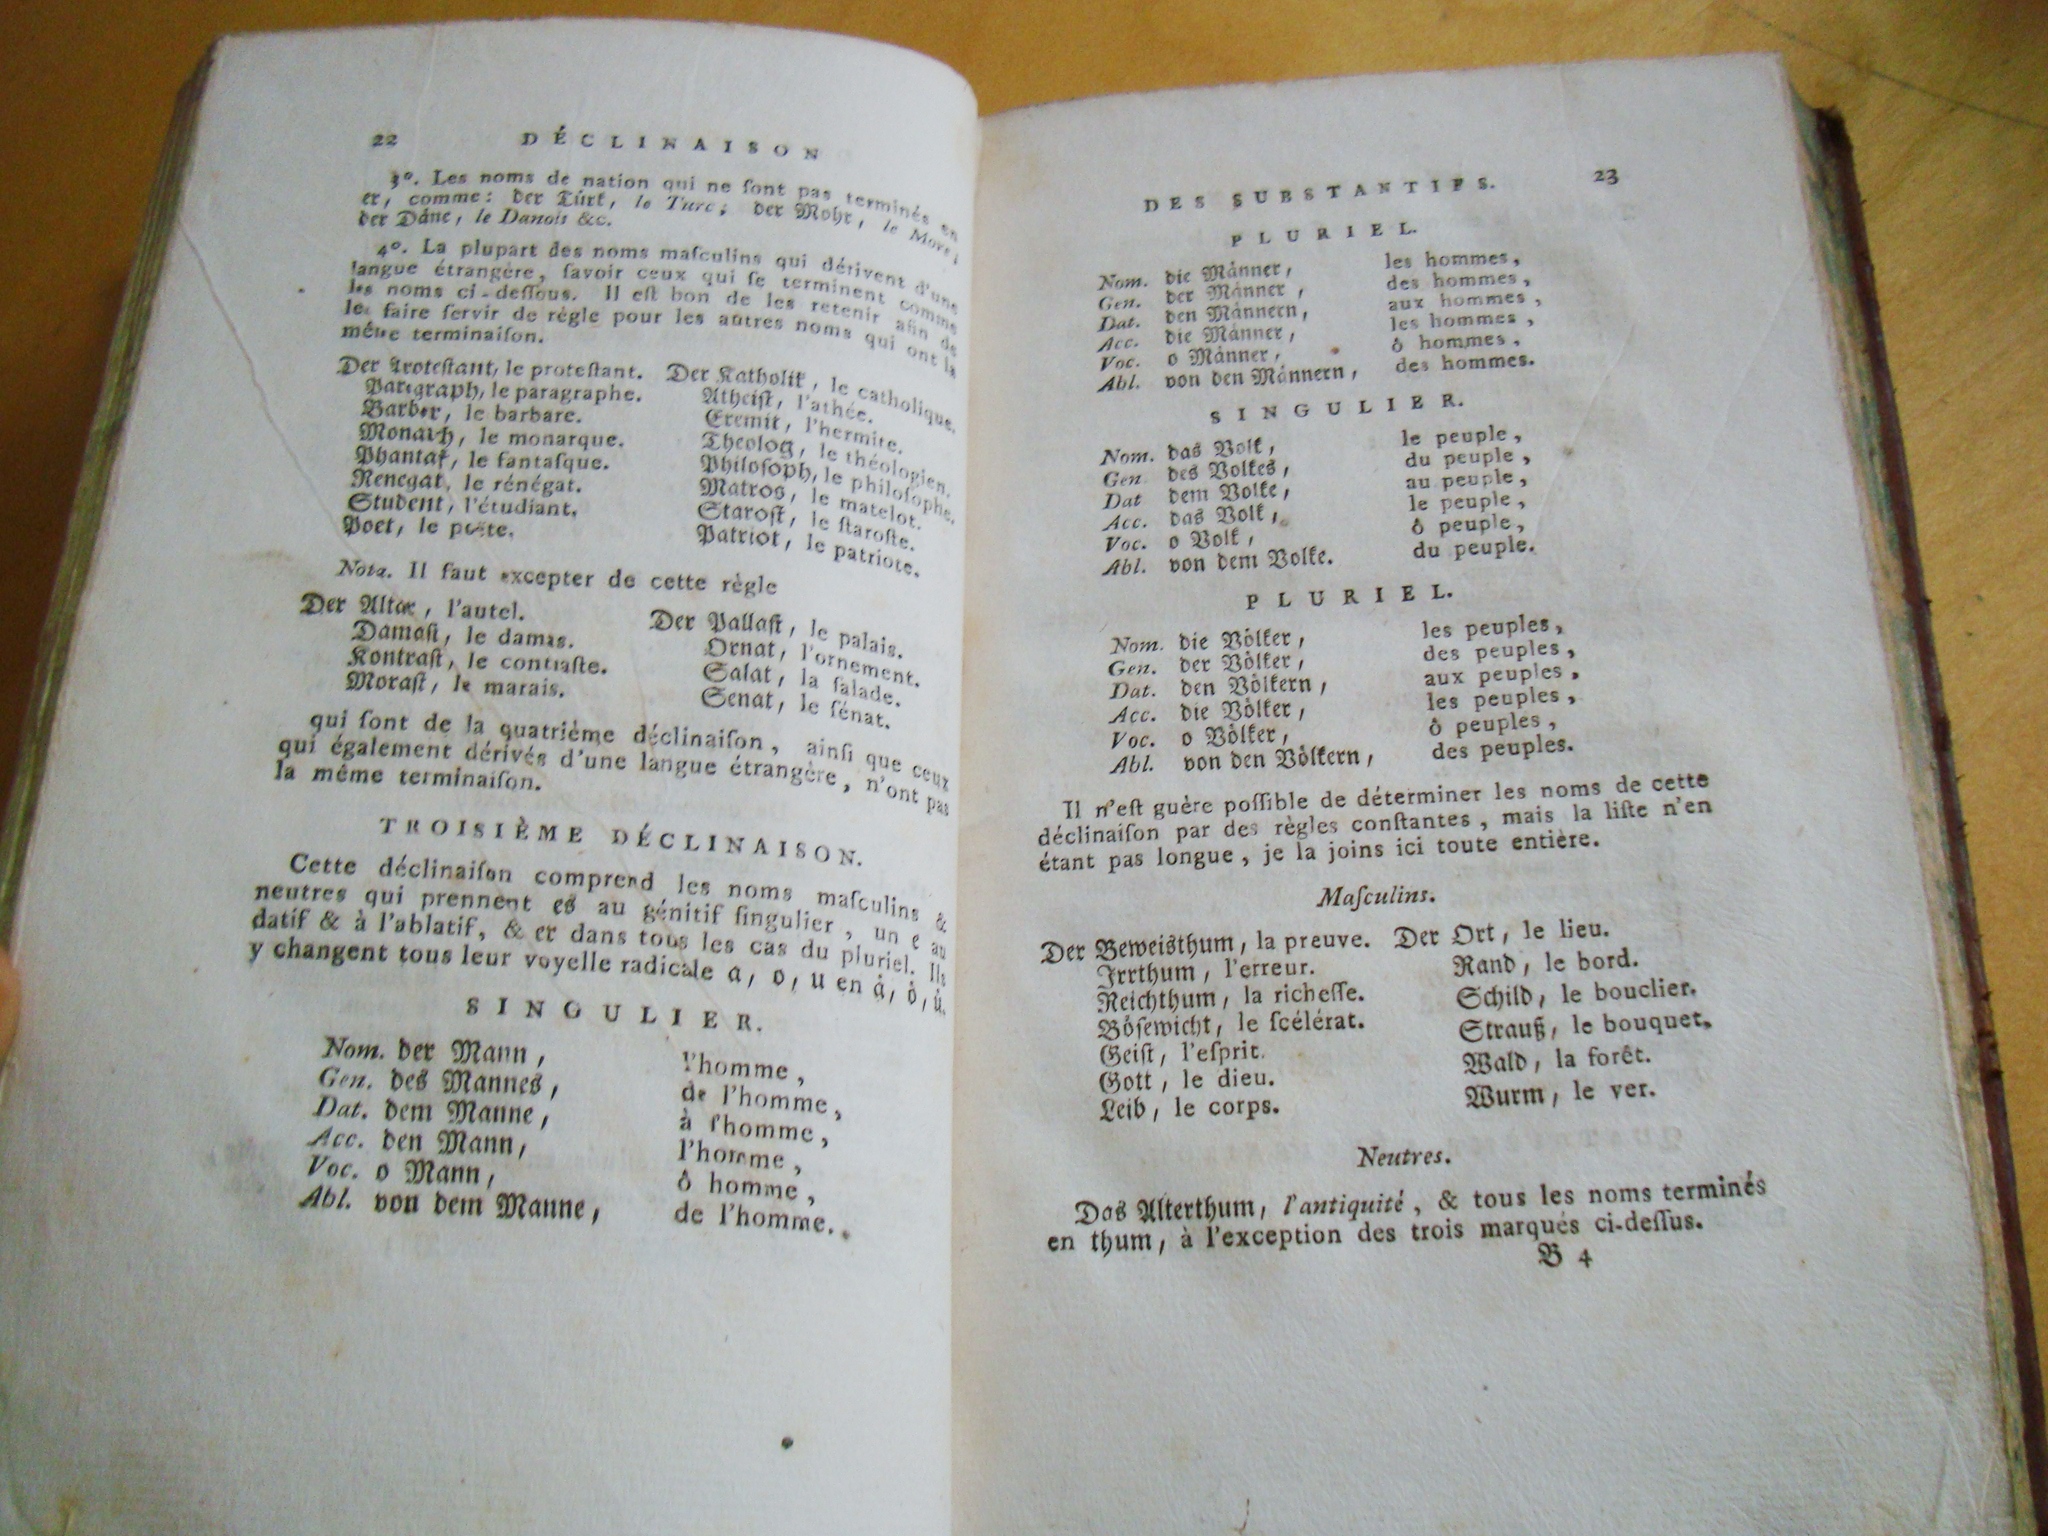 22 DÉCLINAISON
3°. Les noms de nation qui ne ſont pas terminés en
er, comme: der Tůrk, le Turc; der Mohr, le More;
der Dåne, le Danois &c.
4°. La plupart des noms maſculins qui dérivent d'une
langue étrangère, ſavoir ceux qui ſe terminent comme
les noms ci-deſſous. Il eſt bon de les retenir afin de
les faire ſervir de règle pour les autres noms qui ont la
même terminaiſon.
Der Proteſtant, le proteſtant. Der Katholik, le catholique.
Paragraph, le paragraphe. Atheiſt, l'athée.
Barbar, le barbare. Eremit, l'hermite.
Monarch, le monarque. Theolog, le théologien.
Phantaſt, le fantaſque. Philoſoph, le philoſophe.
Renegat, le rénégat. Matros, le matelot.
Student, l'étudiant. Staroſt, le ſtaroſte.
Poet, le poète. Patriot, le patriote.
Nota. Il faut excepter de cette règle
Der Altar, l'autel. Der Pallaſt, le palais.
Damaſt, le damas. Ornat, l'ornement.
Kontraſt, le contraſte. Salat, la ſalade.
Moraſt, le marais. Senat, le ſénat.
qui ſont de la quatrième déclinaiſon, ainſi que ceux
qui également dérivés d'une langue étrangère, n'ont pas
la même terminaiſon.
TROISIÈME DÉCLINAISON.
Cette déclinaiſon comprend les noms maſculins &
neutres qui prennent es au génitif ſingulier, un e au
datif & à l'ablatif, & er dans tous les cas du pluriel. Ils
y changent tous leur voyelle radicale a, o, u en å, ỏ, ů.
SINGULIER.
Nom. der Mann, l'homme,
Gen. des Mannes, de l'homme,
Dat. dem Manne, à l'homme,
Acc. den Mann, l'homme,
Voc. o Mann, ô homme,
Abl. von dem Manne, de l'homme.
DES SUBSTANTIFS. 23
PLURIEL.
Nom. die Månner, les hommes,
Gen. der Månner, des hommes,
Dat. den Månnern, aux hommes,
Acc. die Månner, les hommes,
Voc. o Månner, ô hommes,
Abl. von den Månnern, des hommes.
SINGULIER.
Nom. das Volk, le peuple,
Gen des Volkes, du peuple,
Dat dem Volke, au peuple,
Acc. das Volk, le peuple,
Voc. o Volk, ô peuple,
Abl. von dem Volke. du peuple.
PLURIEL.
Nom. die Vỏlker, les peuples,
Gen. der Vỏlker, des peuples,
Dat. den Vỏlkern, aux peuples,
Acc. die Vỏlker, les peuples,
Voc. o Vỏlker, ô peuples,
Abl. von den Vỏlkern, des peuples.
Il n'eſt guère poſſible de déterminer les noms de cette
déclinaiſon par des règles conſtantes, mais la liſte n'en
étant pas longue, je la joins ici toute entière.
Maſculins.
Der Beweisthum, la preuve. Der Ort, le lieu.
Irrthum, l'erreur. Rand, le bord.
Reichthum, la richeſſe. Schild, le bouclier.
Bỏſewicht, le ſcélérat. Strauß, le bouquet.
Geiſt, l'eſprit. Wald, la forêt.
Gott, le dieu. Wurm, le ver.
Leib, le corps.
Neutres.
Das Alterthum, l'antiquité, & tous les noms terminés
en thum, à l'exception des trois marqués ci-deſſus.
B 4